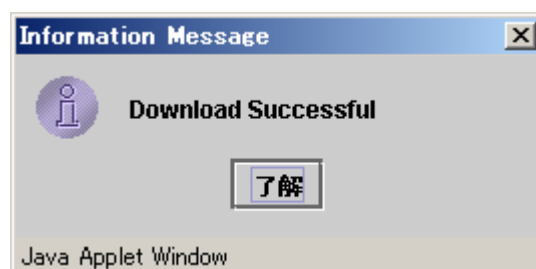 Information Message
Download Successful
了解
Java Applet Window